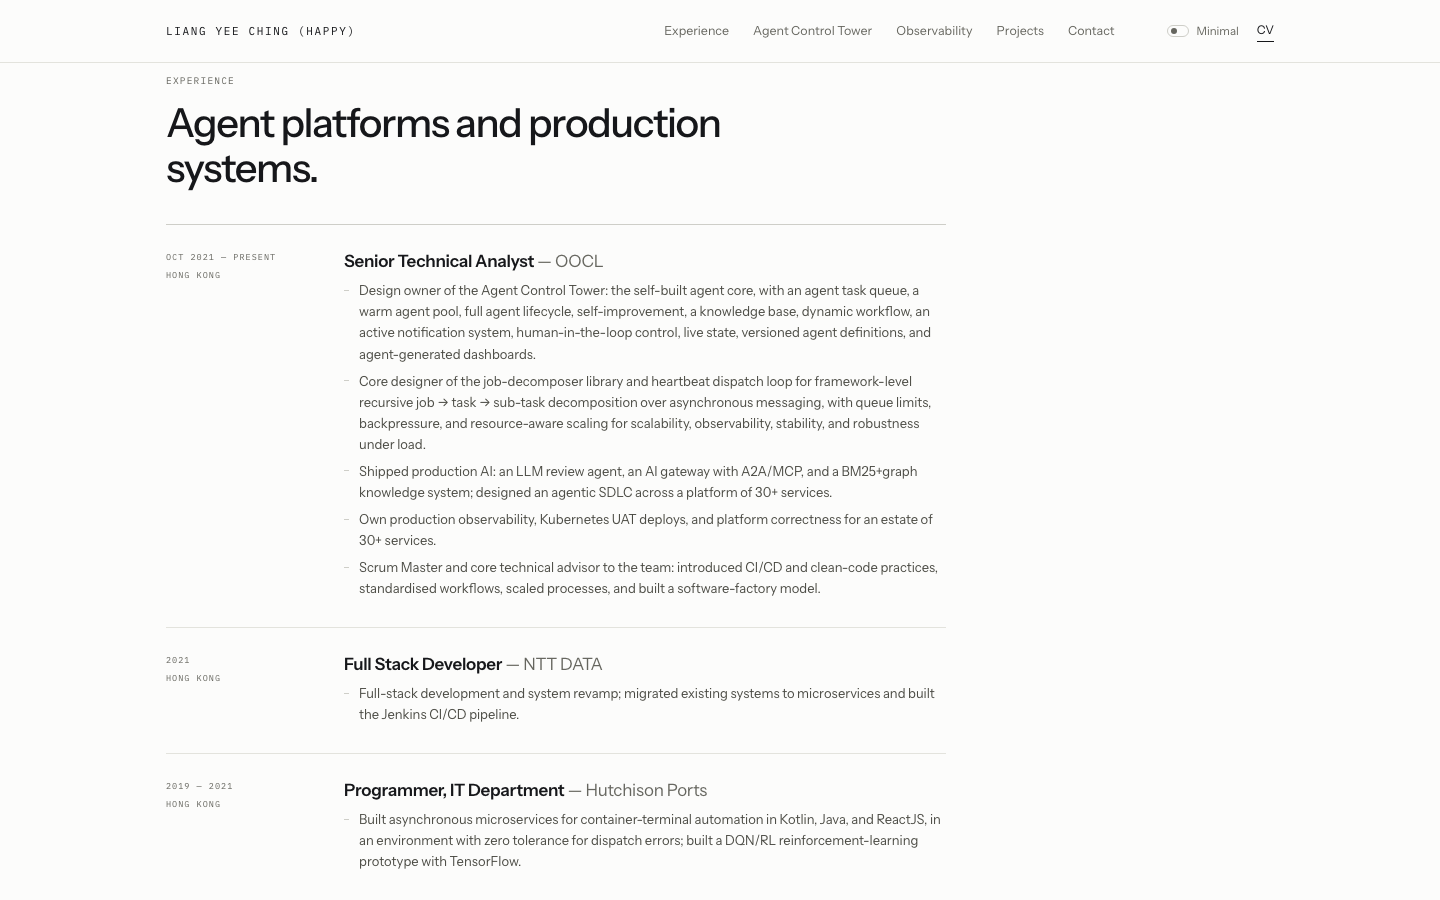 LIANG YEE CHING (HAPPY)
Experience
Agent Control Tower
Observability
Projects
Contact
Minimal
CV
EXPERIENCE
Agent platforms and production
systems.
OCT 2021 — PRESENT
HONG KONG
Senior Technical Analyst — OOCL
– Design owner of the Agent Control Tower: the self-built agent core, with an agent task queue, a
warm agent pool, full agent lifecycle, self-improvement, a knowledge base, dynamic workflow, an
active notification system, human-in-the-loop control, live state, versioned agent definitions, and
agent-generated dashboards.
– Core designer of the job-decomposer library and heartbeat dispatch loop for framework-level
recursive job → task → sub-task decomposition over asynchronous messaging, with queue limits,
backpressure, and resource-aware scaling for scalability, observability, stability, and robustness
under load.
– Shipped production AI: an LLM review agent, an AI gateway with A2A/MCP, and a BM25+graph
knowledge system; designed an agentic SDLC across a platform of 30+ services.
– Own production observability, Kubernetes UAT deploys, and platform correctness for an estate of
30+ services.
– Scrum Master and core technical advisor to the team: introduced CI/CD and clean-code practices,
standardised workflows, scaled processes, and built a software-factory model.
2021
HONG KONG
Full Stack Developer — NTT DATA
– Full-stack development and system revamp; migrated existing systems to microservices and built
the Jenkins CI/CD pipeline.
2019 — 2021
HONG KONG
Programmer, IT Department — Hutchison Ports
– Built asynchronous microservices for container-terminal automation in Kotlin, Java, and ReactJS, in
an environment with zero tolerance for dispatch errors; built a DQN/RL reinforcement-learning
prototype with TensorFlow.